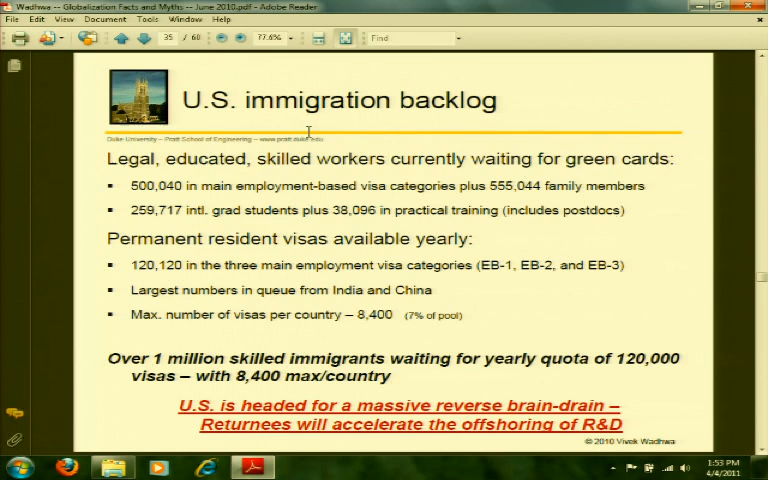 Wadhwa -- Globalization Facts and Myths -- June 2010.pdf - Adobe Reader
File Edit View Document Tools Window Help
35 / 60 77.6% Find
U.S. immigration backlog
Duke University – Pratt School of Engineering – www.pratt.duke.edu
Legal, educated, skilled workers currently waiting for green cards:
▪ 500,040 in main employment-based visa categories plus 555,044 family members
▪ 259,717 intl. grad students plus 38,096 in practical training (includes postdocs)
Permanent resident visas available yearly:
▪ 120,120 in the three main employment visa categories (EB-1, EB-2, and EB-3)
▪ Largest numbers in queue from India and China
▪ Max. number of visas per country – 8,400 (7% of pool)
Over 1 million skilled immigrants waiting for yearly quota of 120,000
visas – with 8,400 max/country
U.S. is headed for a massive reverse brain-drain –
Returnees will accelerate the offshoring of R&D
© 2010 Vivek Wadhwa
1:53 PM
4/4/2011